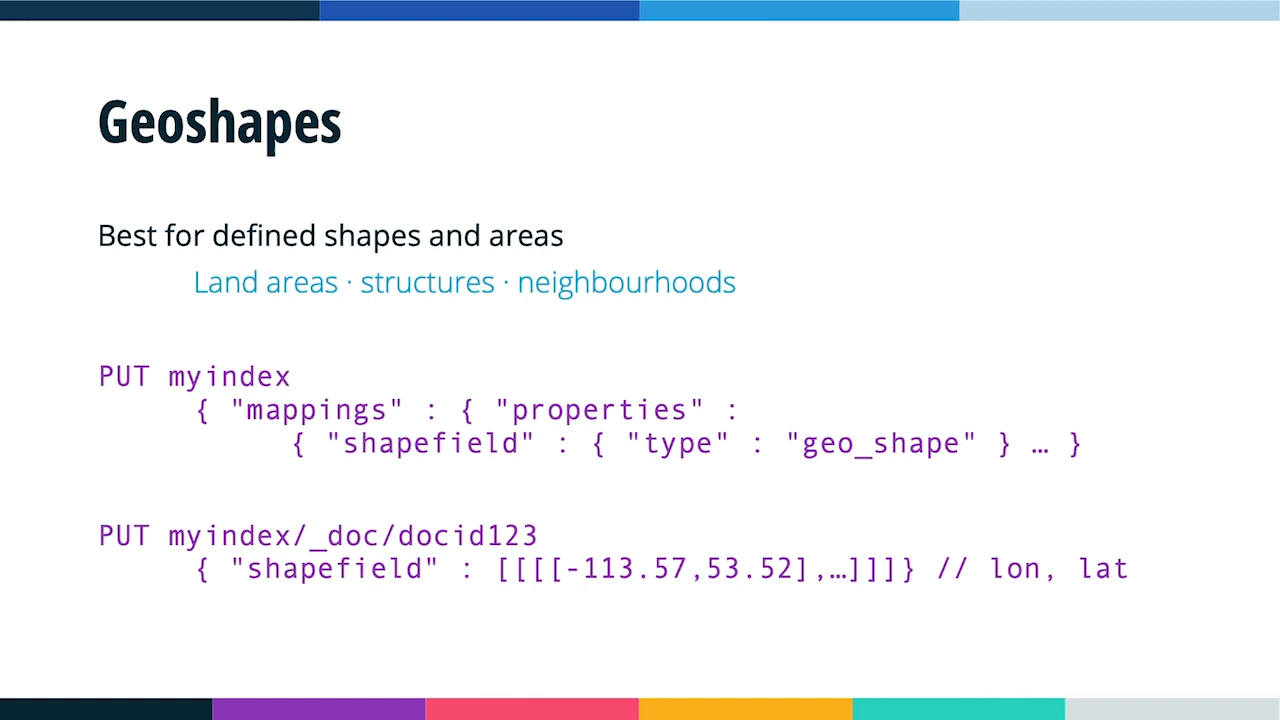 Geoshapes
Best for defined shapes and areas
Land areas · structures · neighbourhoods
PUT myindex
{ "mappings" : { "properties" :
{ "shapefield" : { "type" : "geo_shape" } … }
PUT myindex/_doc/docid123
{ "shapefield" : [[[[-113.57,53.52],…]]]} // lon, lat